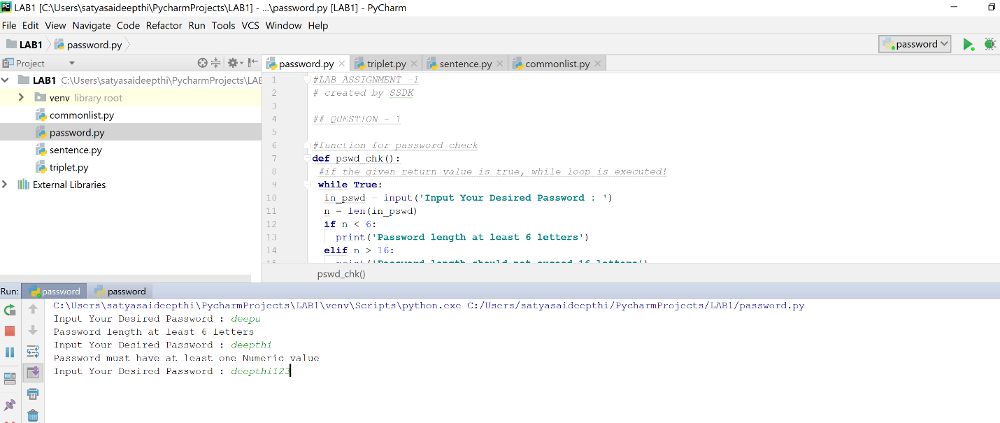 LAB1 [C:\Users\satyasaideepthi\PycharmProjects\LAB1] - ...\password.py [LAB1] - PyCharm
File Edit View Navigate Code Refactor Run Tools VCS Window Help
LAB1 password.py password
Project password.py triplet.py sentence.py commonlist.py
LAB1 C:\Users\satyasaideepthi\PycharmProjects\LAB
venv library root
commonlist.py
password.py
sentence.py
triplet.py
External Libraries
1 #LAB ASSIGNMENT -1
2 # created by SSDK
3
4 ## QUESTION - 1
5
6 #function for password check
7 def pswd_chk():
8 #if the given return value is true, while loop is executed!
9 while True:
10 in_pswd = input('Input Your Desired Password : ')
11 n = len(in_pswd)
12 if n < 6:
13 print('Password length at least 6 letters')
14 elif n > 16:
15 print('Password length should not exceed 16 letters')
pswd_chk()
Run: password password
C:\Users\satyasaideepthi\PycharmProjects\LAB1\venv\Scripts\python.exe C:/Users/satyasaideepthi/PycharmProjects/LAB1/password.py
Input Your Desired Password : deepu
Password length at least 6 letters
Input Your Desired Password : deepthi
Password must have at least one Numeric value
Input Your Desired Password : deepthi123